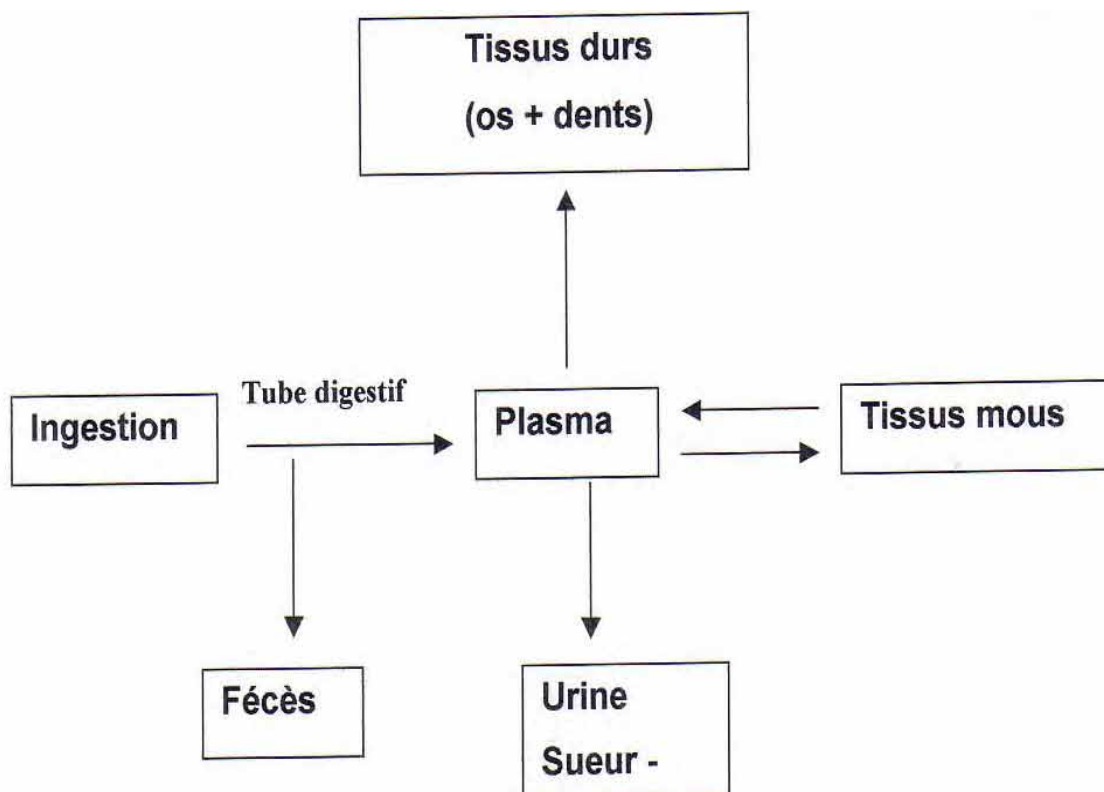 Tissus durs
(os + dents)
Tube digestif
Ingestion
Plasma
Tissus mous
Fécès
Urine
Sueur -